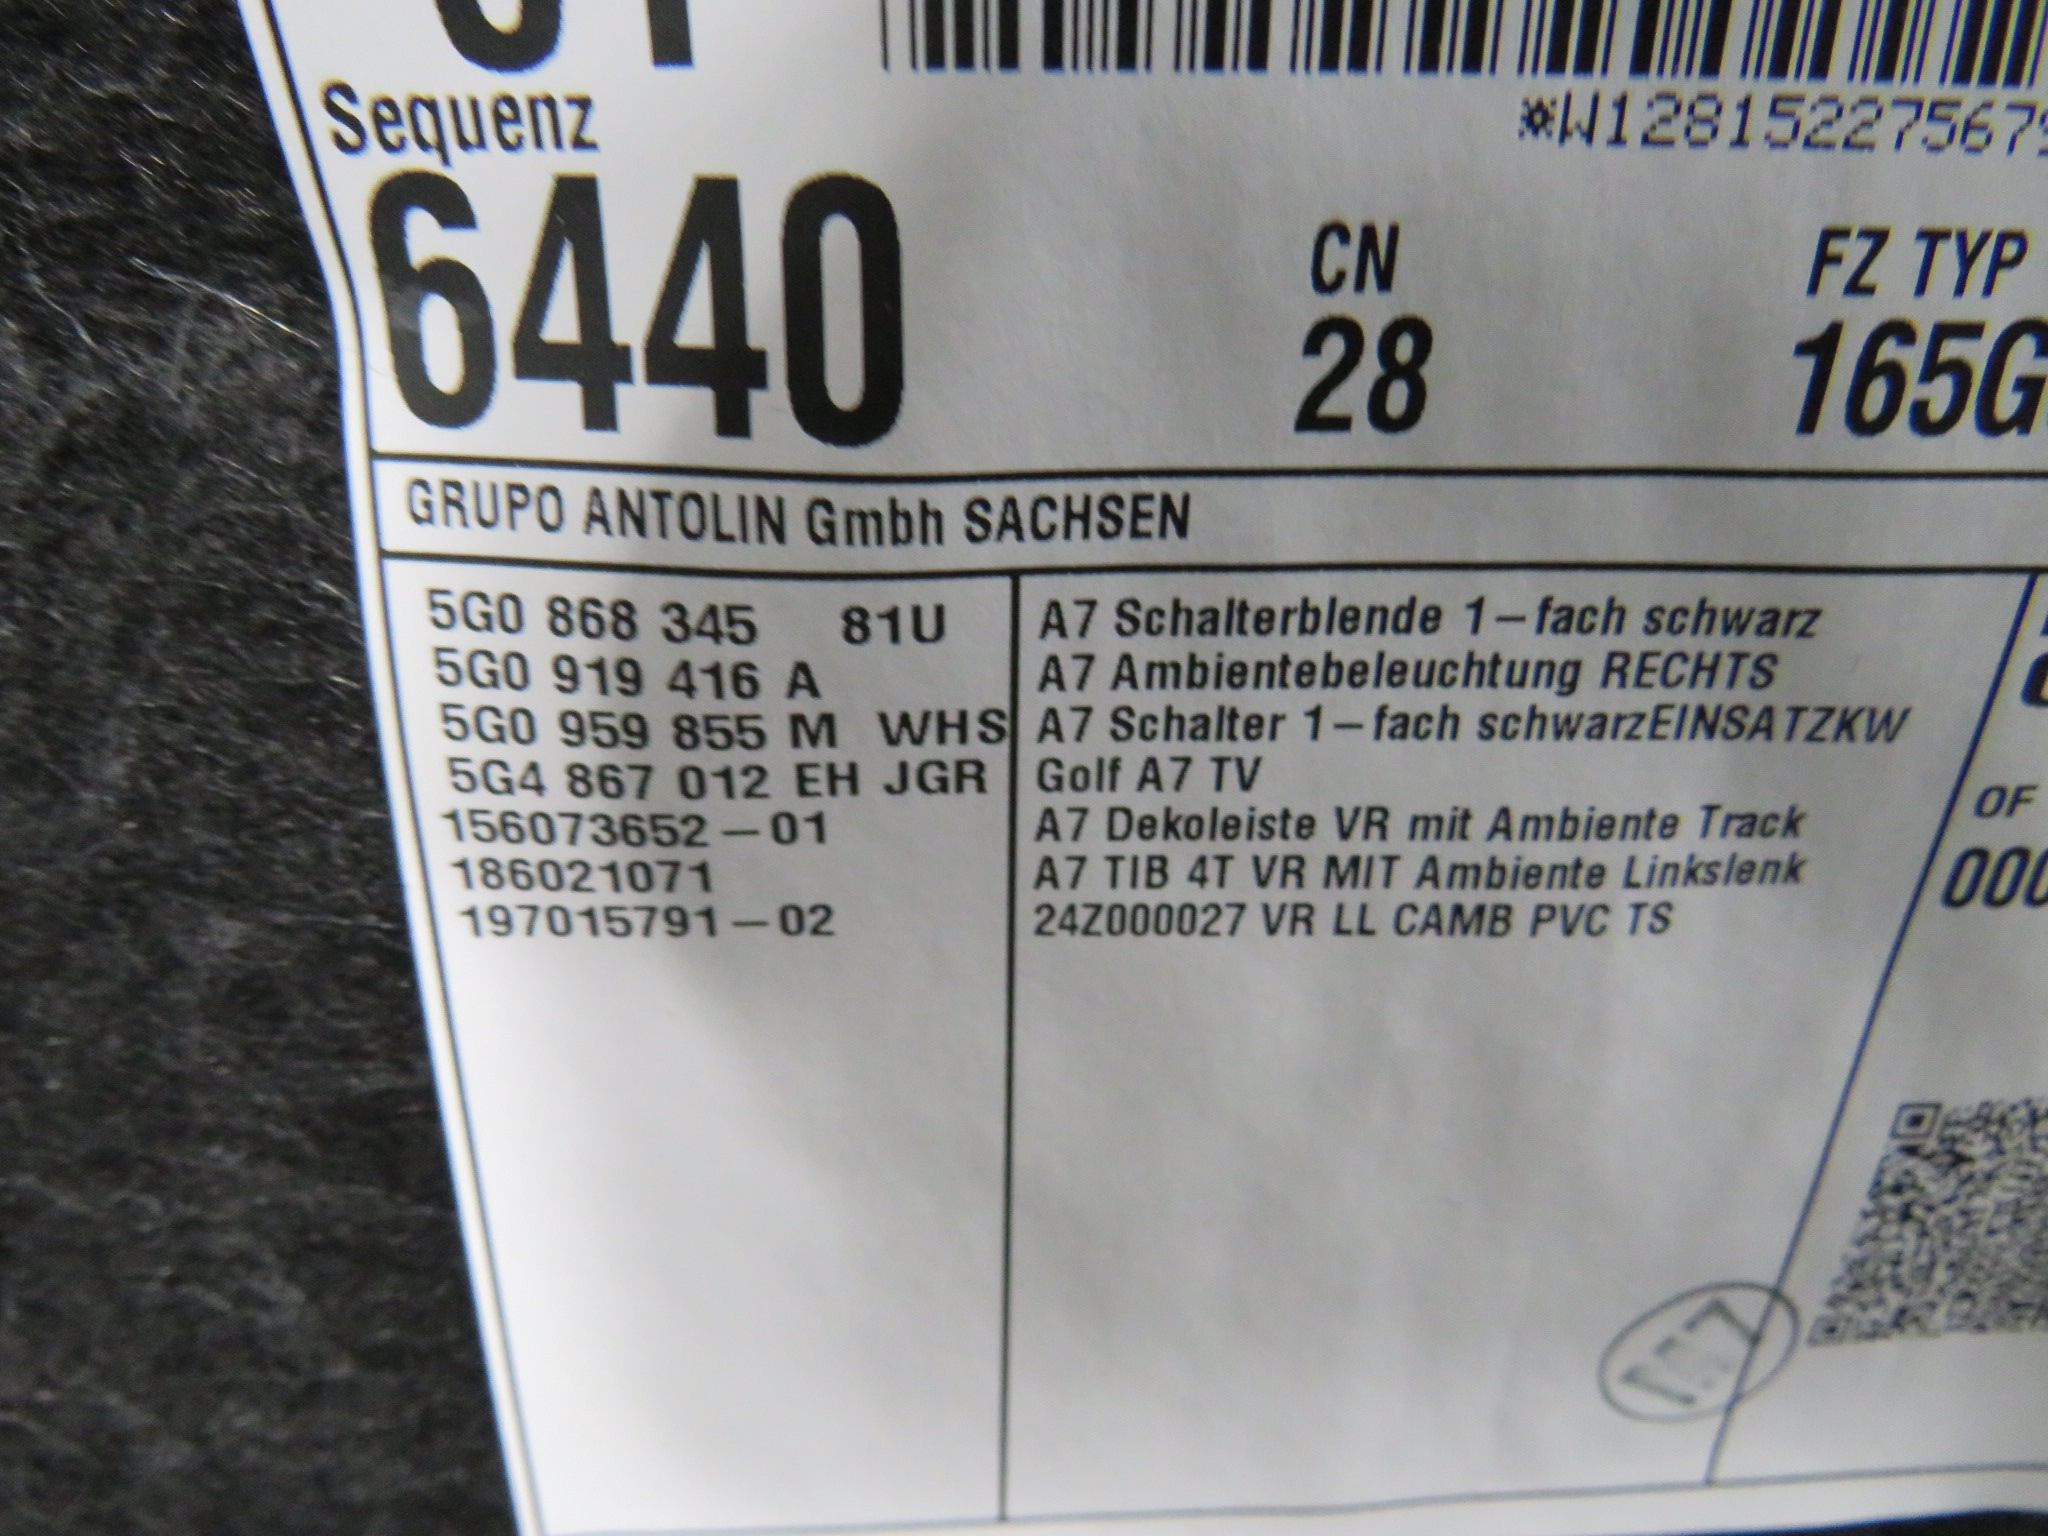 Sequenz
*W128152275679
6440
CN
28
FZ TYP
165G
GRUPO ANTOLIN Gmbh SACHSEN
5G0 868 345 81U A7 Schalterblende 1-fach schwarz
5G0 919 416 A A7 Ambientebeleuchtung RECHTS
5G0 959 855 M WHS A7 Schalter 1-fach schwarzEINSATZKW
5G4 867 012 EH JGR Golf A7 TV
156073652-01 A7 Dekoleiste VR mit Ambiente Track
186021071 A7 TIB 4T VR MIT Ambiente Linkslenk
197015791-02 24Z000027 VR LL CAMB PVC TS
OF
000